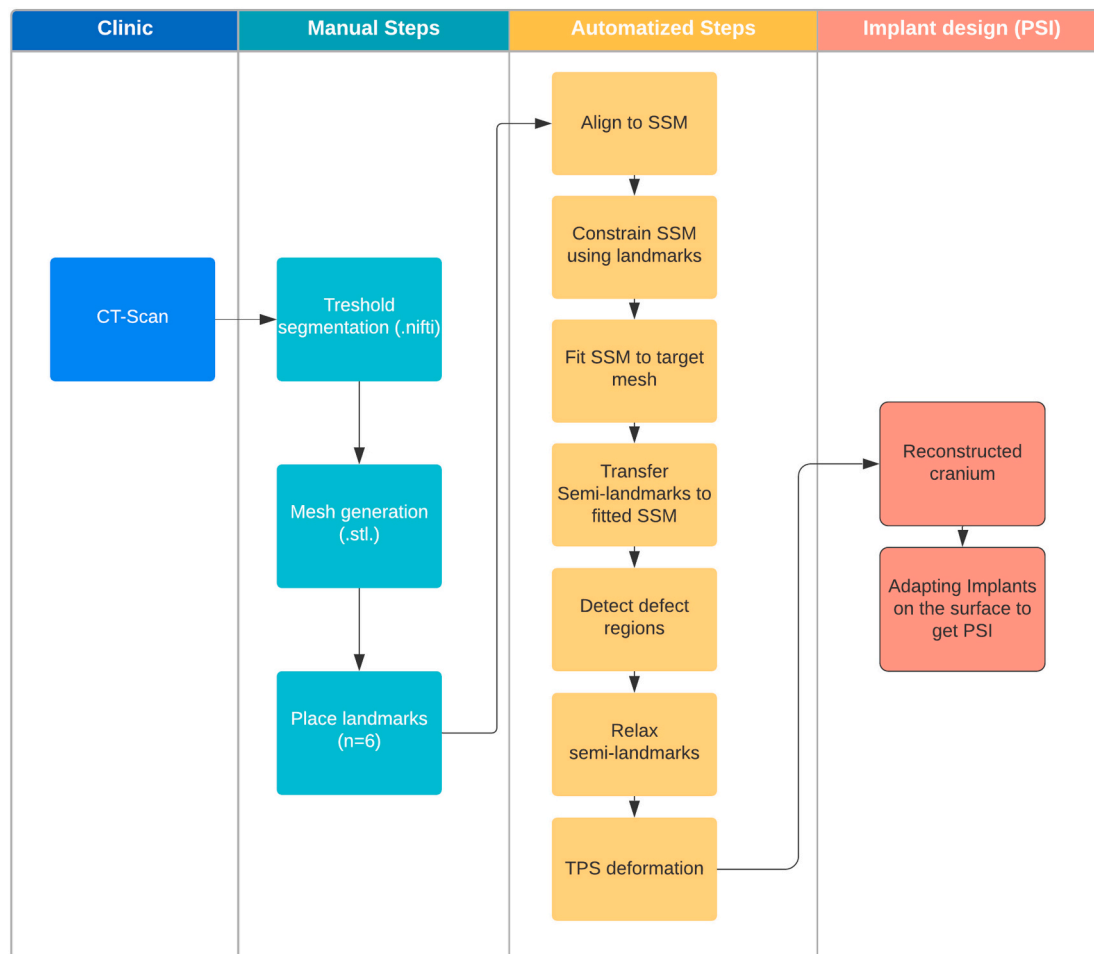 Clinic
Manual Steps
Automatized Steps
Implant design (PSI)
CT-Scan
Treshold
segmentation (.nifti)
Mesh generation
(.stl.)
Place landmarks
(n=6)
Align to SSM
Constrain SSM
using landmarks
Fit SSM to target
mesh
Transfer
Semi-landmarks to
fitted SSM
Detect defect
regions
Relax
semi-landmarks
TPS deformation
Reconstructed
cranium
Adapting Implants
on the surface to
get PSI